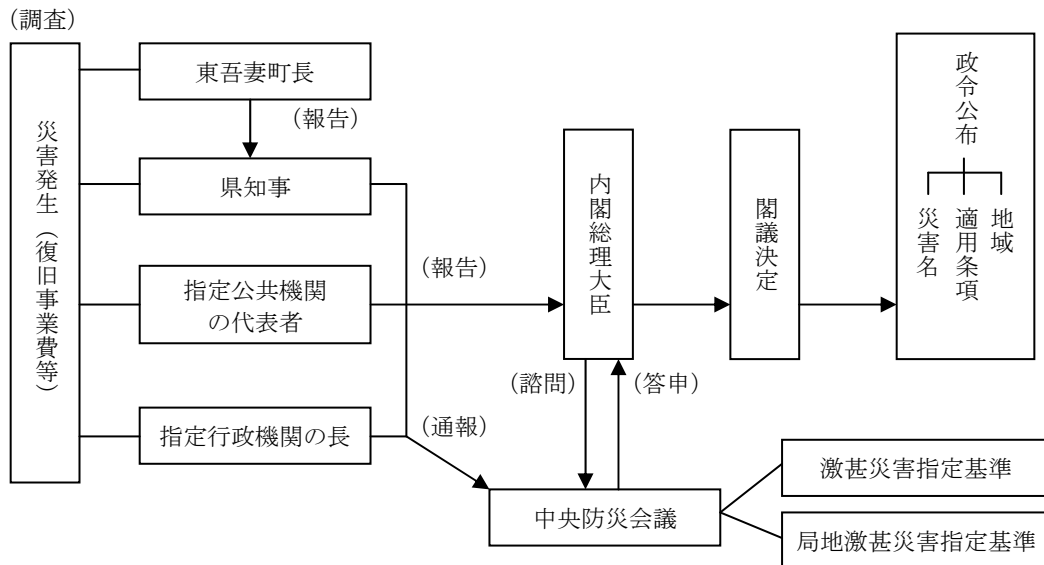 （調査）
災害発生（復旧事業費等）
東吾妻町長
（報告）
県知事
指定公共機関
の代表者
指定行政機関の長
（報告）
（通報）
内閣総理大臣
（諮問）
（答申）
中央防災会議
閣議決定
政令公布
地域
適用条項
災害名
激甚災害指定基準
局地激甚災害指定基準